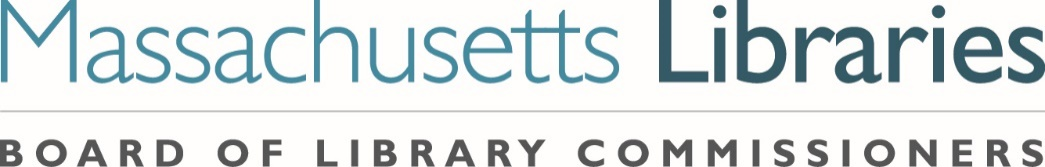 Massachusetts Libraries
BOARD OF LIBRARY COMMISSIONERS